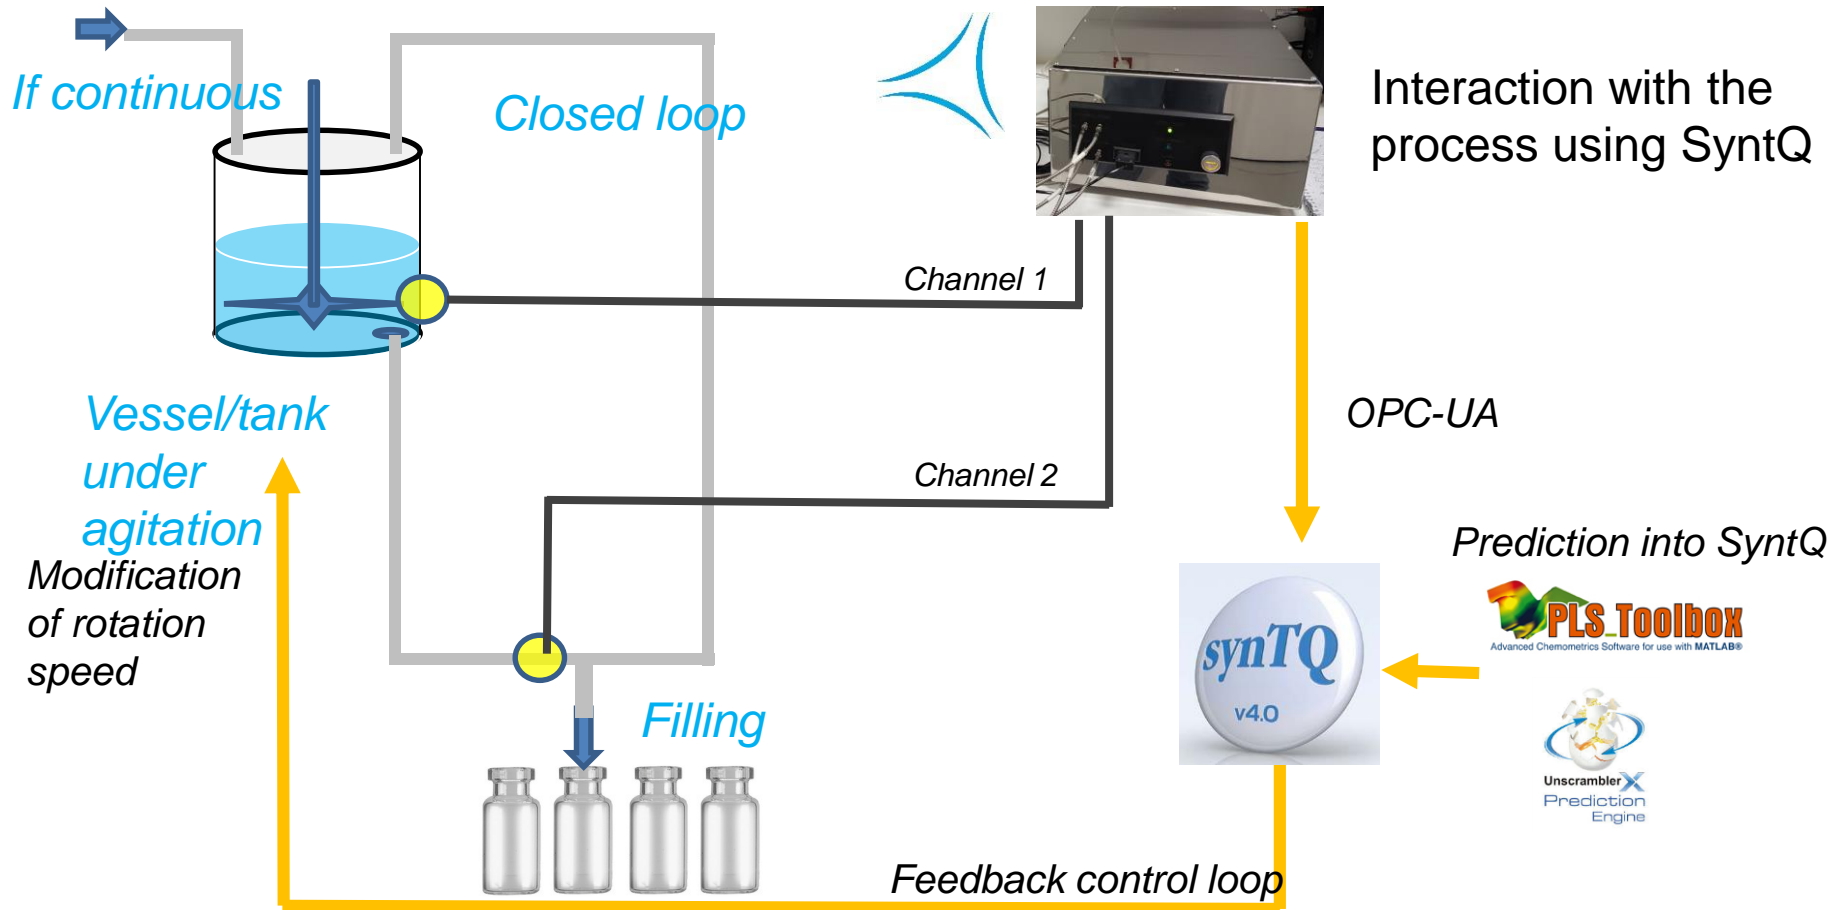 If continuous
Closed loop
Interaction with the
process using SyntQ
Channel 1
Vessel/tank
under
agitation
OPC-UA
Channel 2
Modification
of rotation
speed
Prediction into SyntQ
PLS_Toolbox
Advanced Chemometrics Software for use with MATLAB®
synTQ
v4.0
Filling
Unscrambler X
Prediction
Engine
Feedback control loop